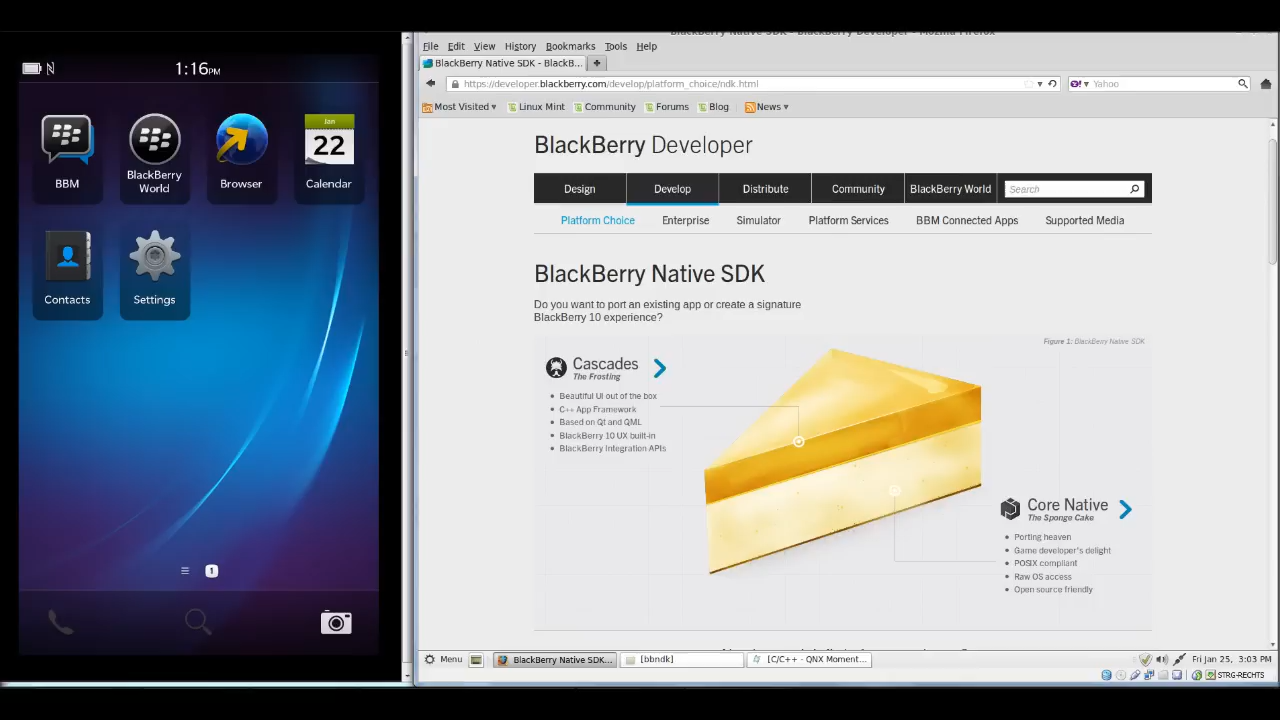 1:16PM
BBM
BlackBerry World
Browser
Jan
22
Calendar
Contacts
Settings
1
BlackBerry Native SDK - BlackBerry Developer - Mozilla Firefox
File Edit View History Bookmarks Tools Help
BlackBerry Native SDK - BlackB...
https://developer.blackberry.com/develop/platform_choice/ndk.html
Yahoo
Most Visited Linux Mint Community Forums Blog News
BlackBerry Developer
Design Develop Distribute Community BlackBerry World Search
Platform Choice Enterprise Simulator Platform Services BBM Connected Apps Supported Media
BlackBerry Native SDK
Do you want to port an existing app or create a signature
BlackBerry 10 experience?
Figure 1: BlackBerry Native SDK
Cascades
The Frosting
Beautiful UI out of the box
C++ App Framework
Based on Qt and QML
BlackBerry 10 UX built-in
BlackBerry Integration APIs
Core Native
The Sponge Cake
Porting heaven
Game developer's delight
POSIX compliant
Raw OS access
Open source friendly
Menu BlackBerry Native SDK... [bbndk] [C/C++ - QNX Moment... Fri Jan 25, 3:03 PM
STRG-RECHTS